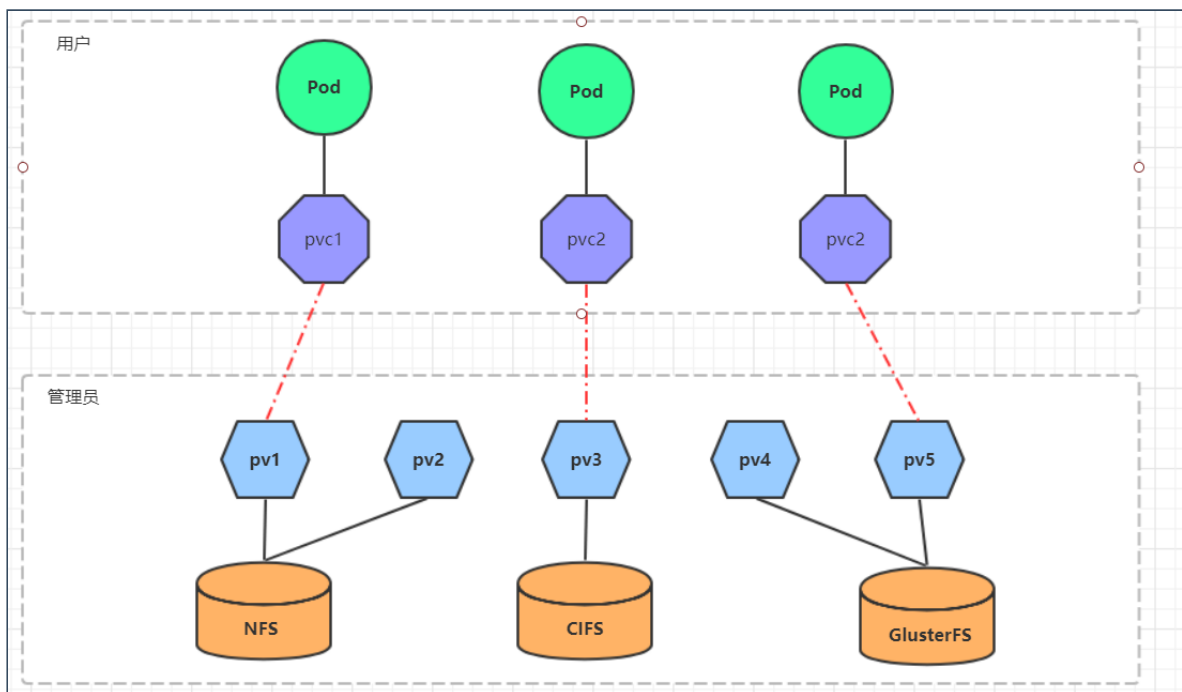 用户
Pod
Pod
Pod
pvc1
pvc2
pvc2
管理员
pv1
pv2
pv3
pv4
pv5
NFS
CIFS
GlusterFS